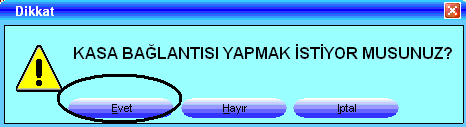 Dikkat
KASA BAĞLANTISI YAPMAK İSTİYOR MUSUNUZ?
Evet Hayır Iptal